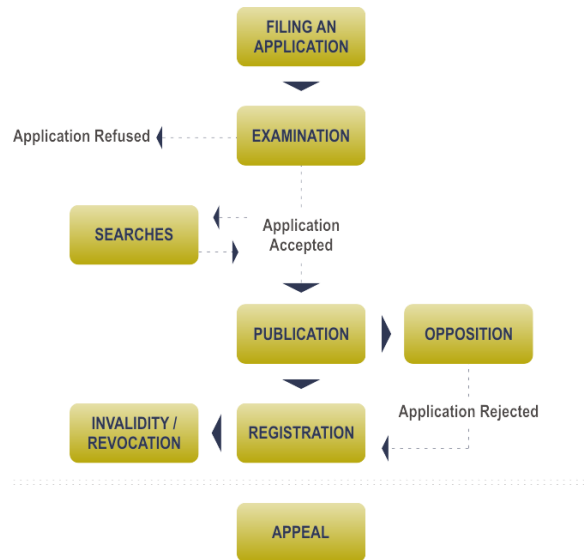 FILING AN
APPLICATION
Application Refused
EXAMINATION
SEARCHES
Application
Accepted
PUBLICATION
OPPOSITION
Application Rejected
INVALIDITY /
REVOCATION
REGISTRATION
APPEAL